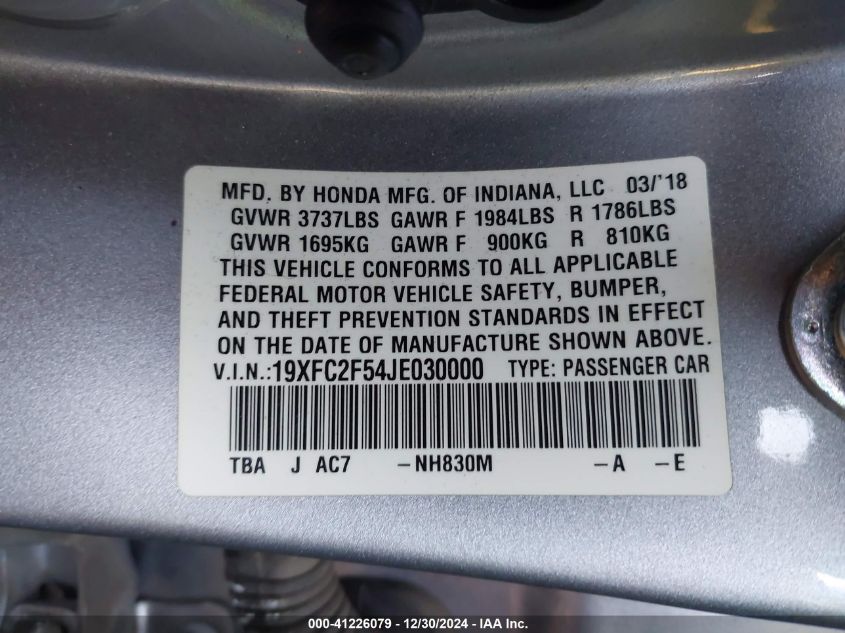 MFD. BY HONDA MFG. OF INDIANA, LLC 03/'18
GVWR 3737LBS GAWR F 1984LBS R 1786LBS
GVWR 1695KG GAWR F 900KG R 810KG
THIS VEHICLE CONFORMS TO ALL APPLICABLE
FEDERAL MOTOR VEHICLE SAFETY, BUMPER,
AND THEFT PREVENTION STANDARDS IN EFFECT
ON THE DATE OF MANUFACTURE SHOWN ABOVE.
V.I.N.:19XFC2F54JE030000 TYPE: PASSENGER CAR
TBA J AC7 -NH830M -A -E
000-41226079 - 12/30/2024 - IAA Inc.